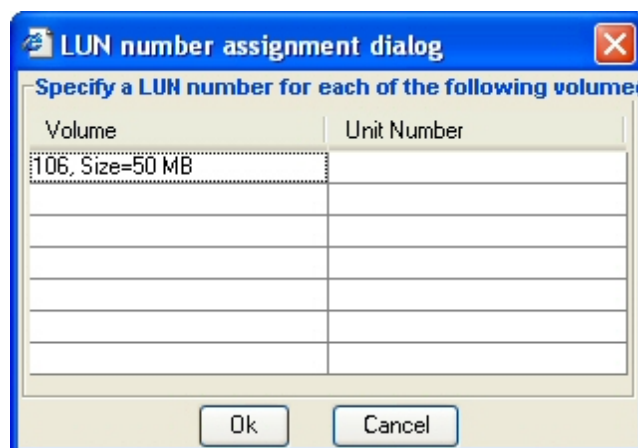 LUN number assignment dialog
Specify a LUN number for each of the following volume
Volume Unit Number
106, Size=50 MB
Ok Cancel